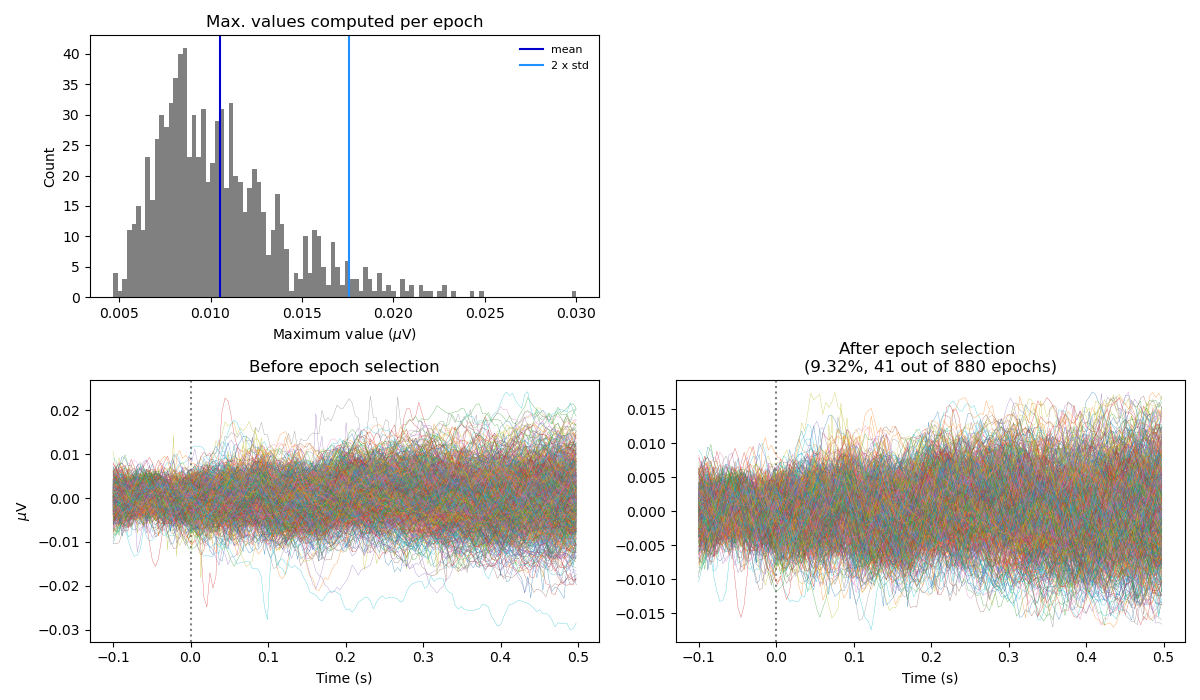 Max. values computed per epoch
mean
2 x std
40
35
30
25
20
15
10
5
0
Count
0.005 0.010 0.015 0.020 0.025 0.030
Maximum value (μV)
Before epoch selection
0.02
0.01
0.00
−0.01
−0.02
−0.03
μV
−0.1 0.0 0.1 0.2 0.3 0.4 0.5
Time (s)
After epoch selection
(9.32%, 41 out of 880 epochs)
0.015
0.010
0.005
0.000
−0.005
−0.010
−0.015
−0.1 0.0 0.1 0.2 0.3 0.4 0.5
Time (s)